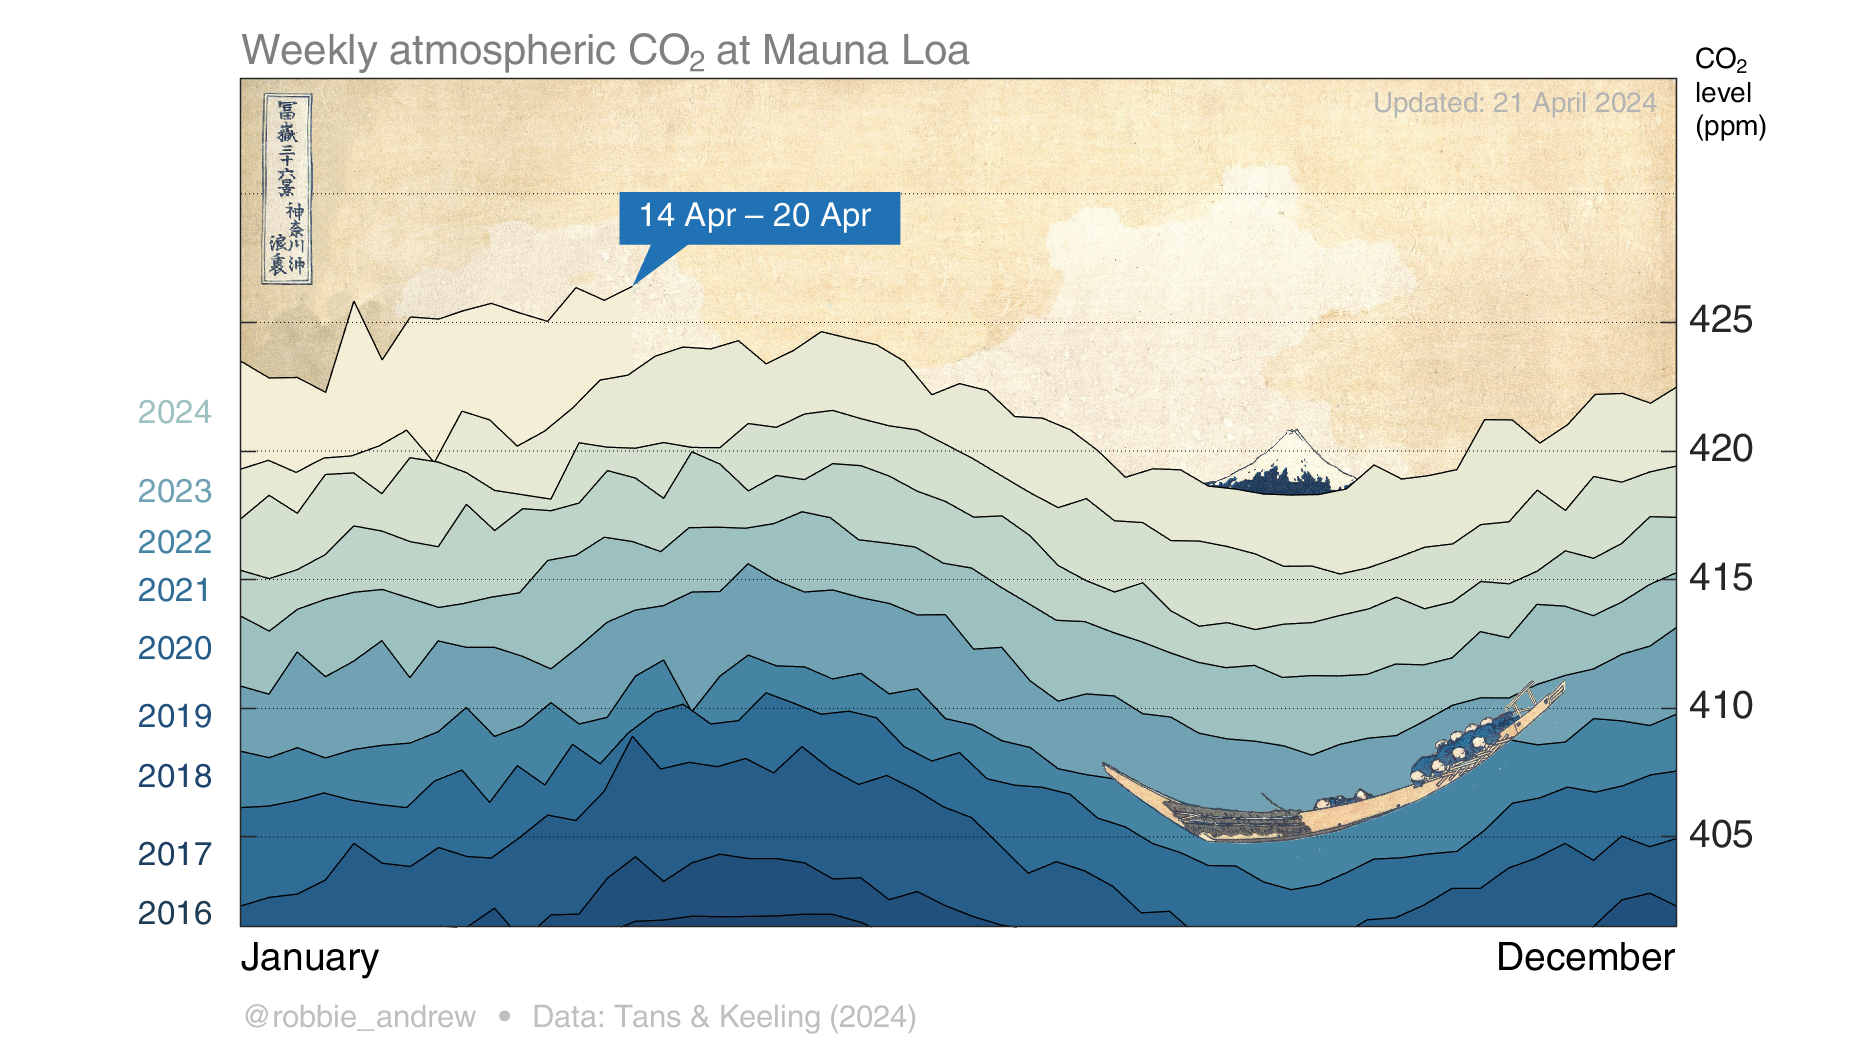 Weekly atmospheric CO₂ at Mauna Loa
CO₂
level
(ppm)
Updated: 21 April 2024
冨嶽三十六景
神奈川沖
浪裏
14 Apr – 20 Apr
425
420
415
410
405
2024
2023
2022
2021
2020
2019
2018
2017
2016
January
December
@robbie_andrew • Data: Tans & Keeling (2024)